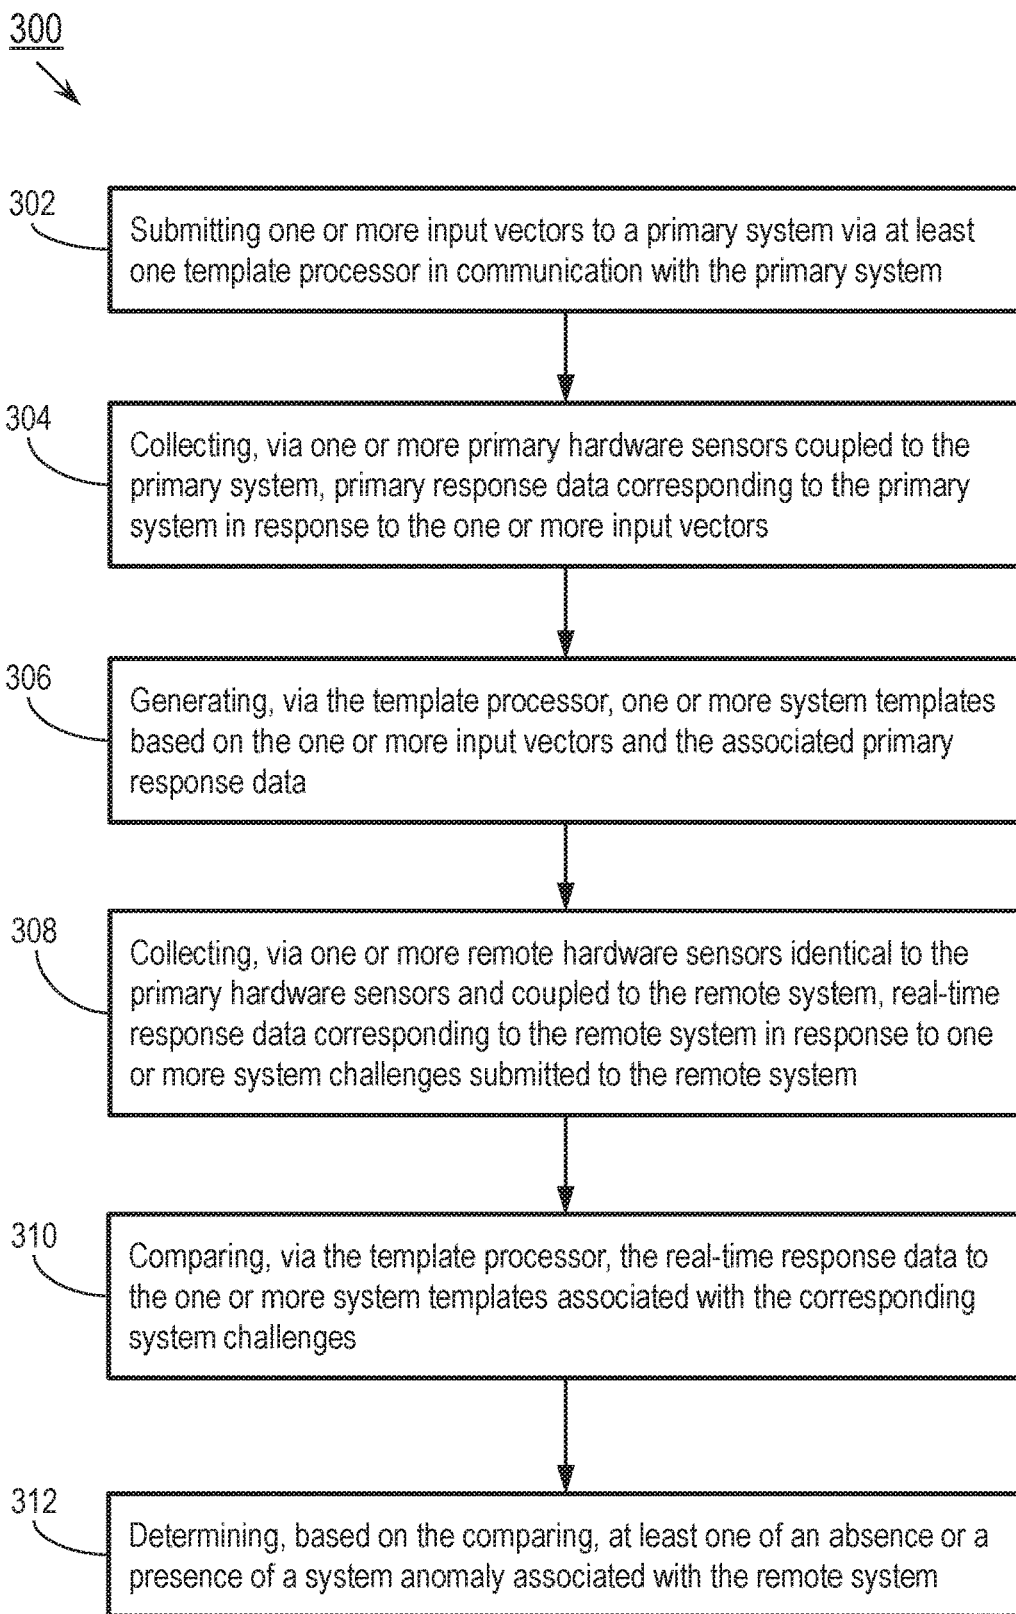 300
302
Submitting one or more input vectors to a primary system via at least
one template processor in communication with the primary system
304
Collecting, via one or more primary hardware sensors coupled to the
primary system, primary response data corresponding to the primary
system in response to the one or more input vectors
306
Generating, via the template processor, one or more system templates
based on the one or more input vectors and the associated primary
response data
308
Collecting, via one or more remote hardware sensors identical to the
primary hardware sensors and coupled to the remote system, real-time
response data corresponding to the remote system in response to one
or more system challenges submitted to the remote system
310
Comparing, via the template processor, the real-time response data to
the one or more system templates associated with the corresponding
system challenges
312
Determining, based on the comparing, at least one of an absence or a
presence of a system anomaly associated with the remote system